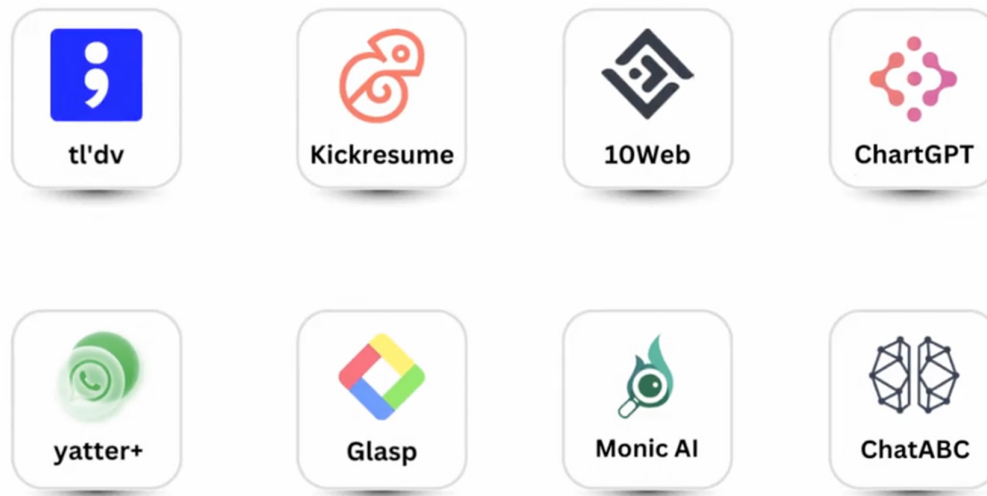 tl'dv
Kickresume
10Web
ChartGPT
yatter+
Glasp
Monic AI
ChatABC